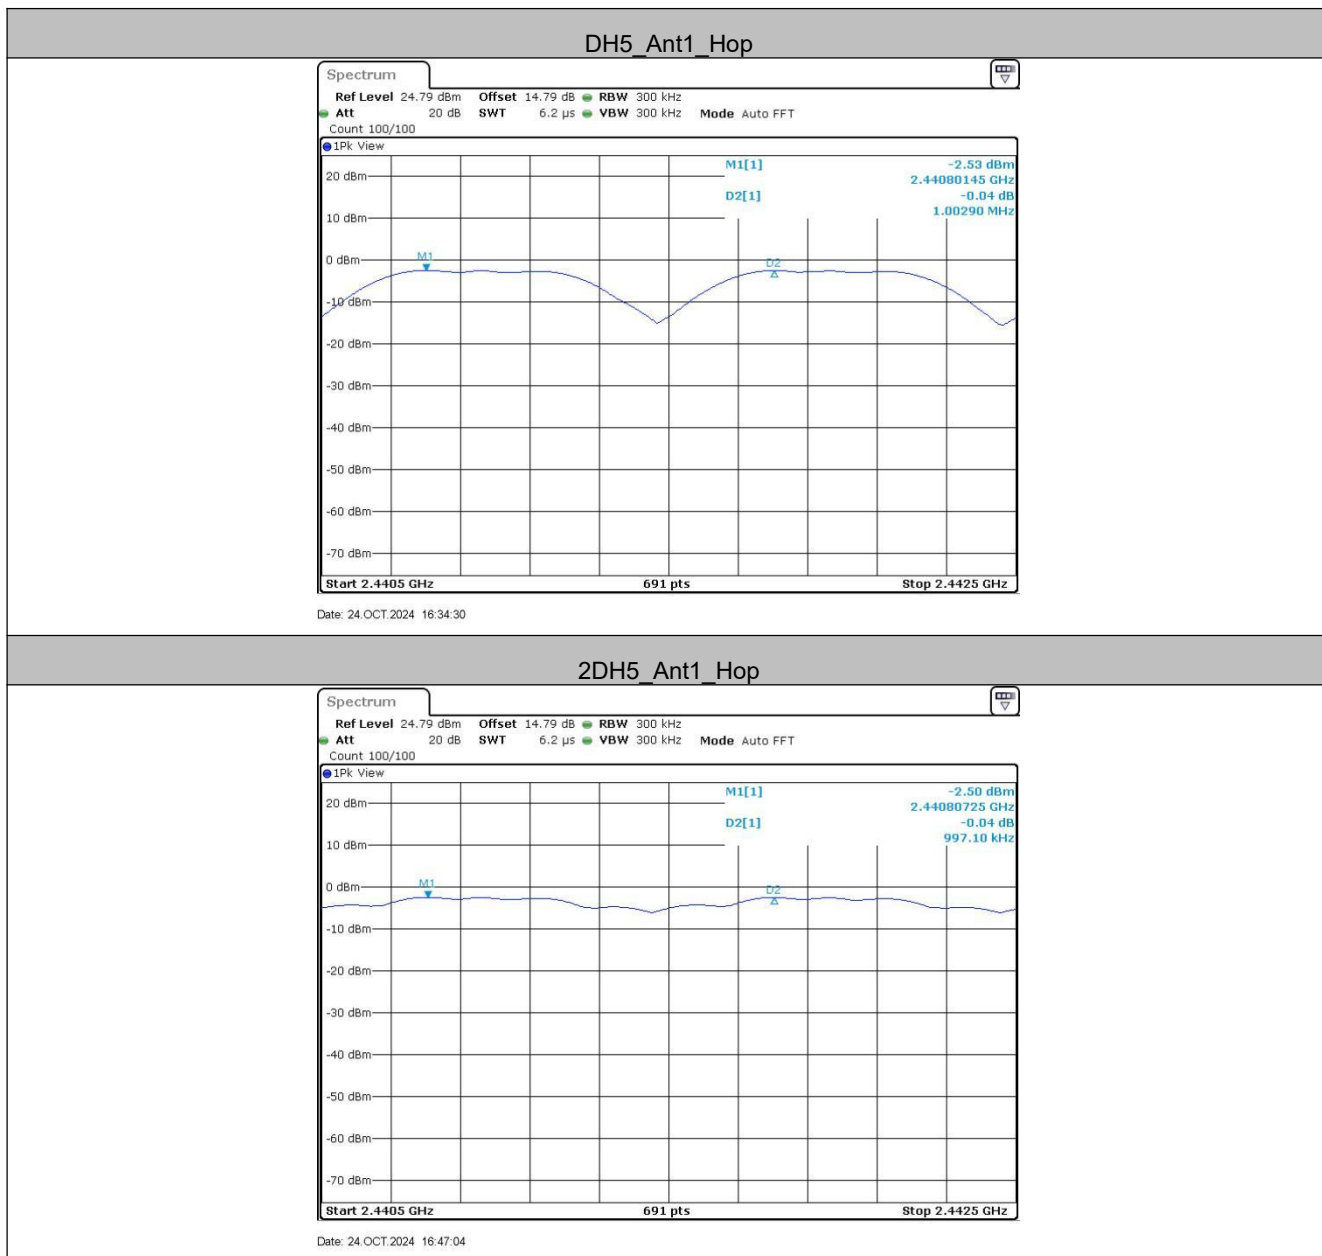 DH5_Ant1_Hop
Spectrum
Ref Level 24.79 dBm Offset 14.79 dB RBW 300 kHz
Att 20 dB SWT 6.2 µs VBW 300 kHz Mode Auto FFT
Count 100/100
1Pk View
M1[1] -2.53 dBm
2.44080145 GHz
D2[1] -0.04 dB
1.00290 MHz
20 dBm
10 dBm
0 dBm
M1
D2
-10 dBm
-20 dBm
-30 dBm
-40 dBm
-50 dBm
-60 dBm
-70 dBm
Start 2.4405 GHz 691 pts Stop 2.4425 GHz
Date: 24.OCT.2024 16:34:30
2DH5_Ant1_Hop
Spectrum
Ref Level 24.79 dBm Offset 14.79 dB RBW 300 kHz
Att 20 dB SWT 6.2 µs VBW 300 kHz Mode Auto FFT
Count 100/100
1Pk View
M1[1] -2.50 dBm
2.44080725 GHz
D2[1] -0.04 dB
997.10 kHz
20 dBm
10 dBm
0 dBm
M1
D2
-10 dBm
-20 dBm
-30 dBm
-40 dBm
-50 dBm
-60 dBm
-70 dBm
Start 2.4405 GHz 691 pts Stop 2.4425 GHz
Date: 24.OCT.2024 16:47:04